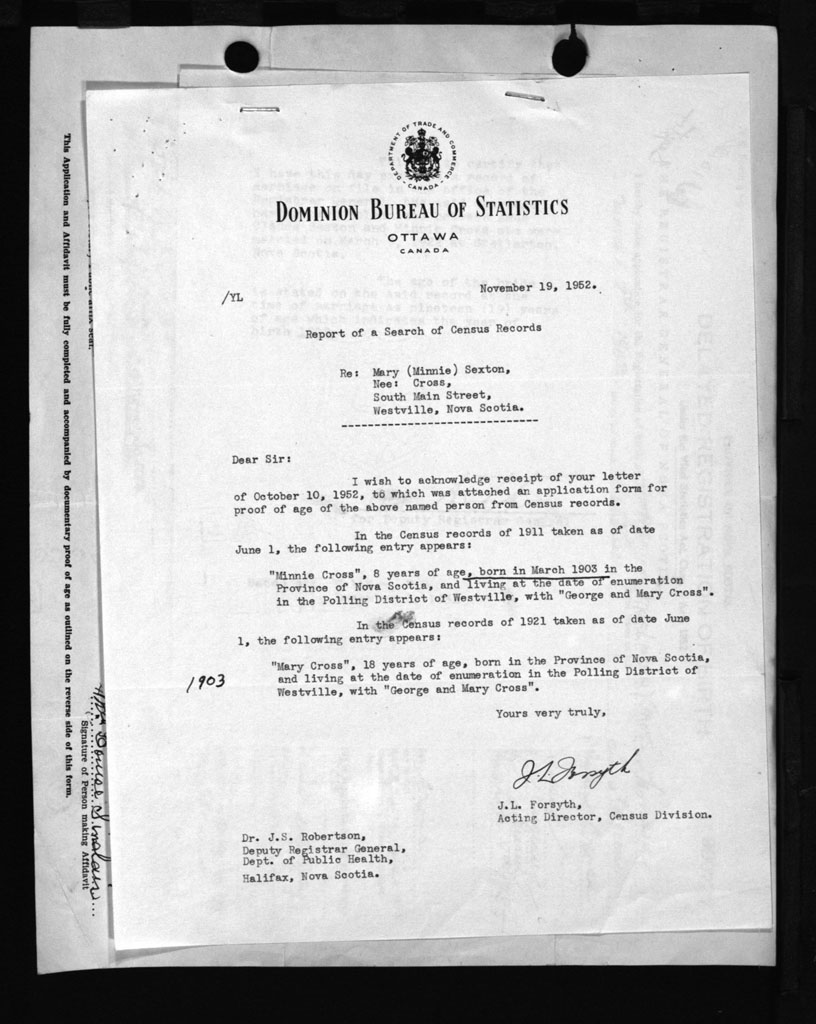 DEPARTMENT OF TRADE AND COMMERCE
CANADA
DOMINION BUREAU OF STATISTICS
OTTAWA
CANADA
November 19, 1952.
/YL
Report of a Search of Census Records
Re: Mary (Minnie) Sexton,
Nee: Cross,
South Main Street,
Westville, Nova Scotia.
Dear Sir:
I wish to acknowledge receipt of your letter
of October 10, 1952, to which was attached an application form for
proof of age of the above named person from Census records.
In the Census records of 1911 taken as of date
June 1, the following entry appears:
"Minnie Cross", 8 years of age, born in March 1903 in the
Province of Nova Scotia, and living at the date of enumeration
in the Polling District of Westville, with "George and Mary Cross".
In the Census records of 1921 taken as of date June
1, the following entry appears:
"Mary Cross", 18 years of age, born in the Province of Nova Scotia,
and living at the date of enumeration in the Polling District of
Westville, with "George and Mary Cross".
1903
Yours very truly,
J L Forsyth
J.L. Forsyth,
Acting Director, Census Division.
Dr. J.S. Robertson,
Deputy Registrar General,
Dept. of Public Health,
Halifax, Nova Scotia.
This Application and Affidavit must be fully completed and accompanied by documentary proof of age as outlined on the reverse side of this form.
Signature of Person making Affidavit